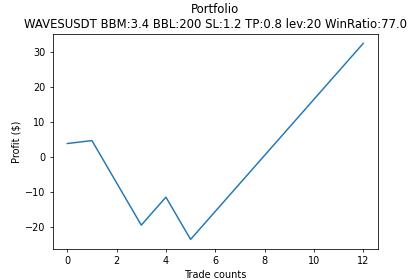 Portfolio
WAVESUSDT BBM:3.4 BBL:200 SL:1.2 TP:0.8 lev:20 WinRatio:77.0
30
20
10
0
−10
−20
Profit ($)
0 2 4 6 8 10 12
Trade counts